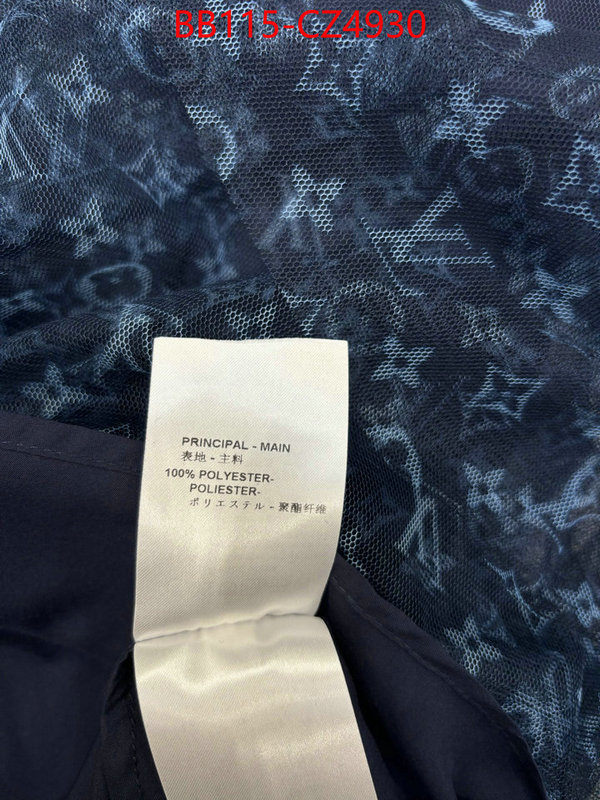 BB115-CZ4930
PRINCIPAL - MAIN
表地 - 主料
100% POLYESTER-
POLIESTER-
ポリエステル - 聚酯纤维